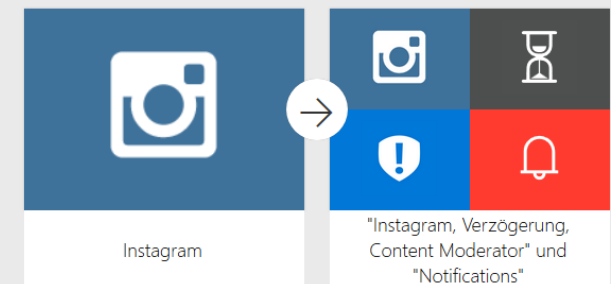 Instagram
"Instagram, Verzögerung,
Content Moderator" und
"Notifications"